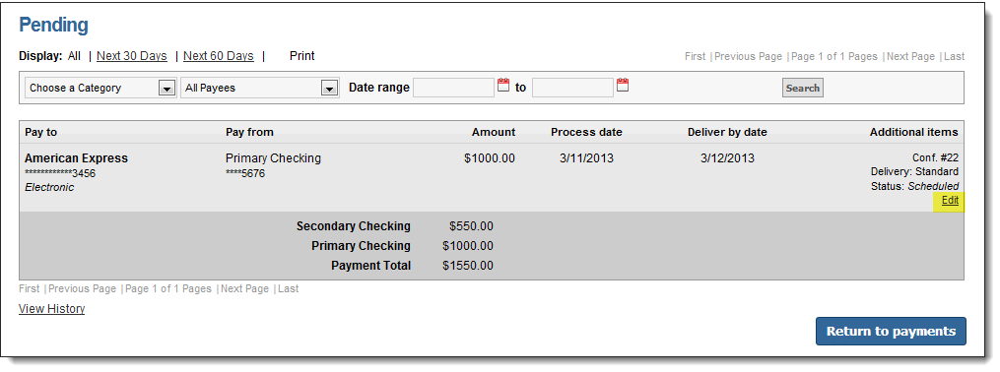 Pending
Display: All | Next 30 Days | Next 60 Days | Print
First | Previous Page | Page 1 of 1 Pages | Next Page | Last
Choose a Category All Payees Date range to Search
Pay to Pay from Amount Process date Deliver by date Additional items
American Express Primary Checking $1000.00 3/11/2013 3/12/2013 Conf. #22
************3456 ****5676 Delivery: Standard
Electronic Status: Scheduled
Edit
Secondary Checking $550.00
Primary Checking $1000.00
Payment Total $1550.00
First | Previous Page | Page 1 of 1 Pages | Next Page | Last
View History
Return to payments